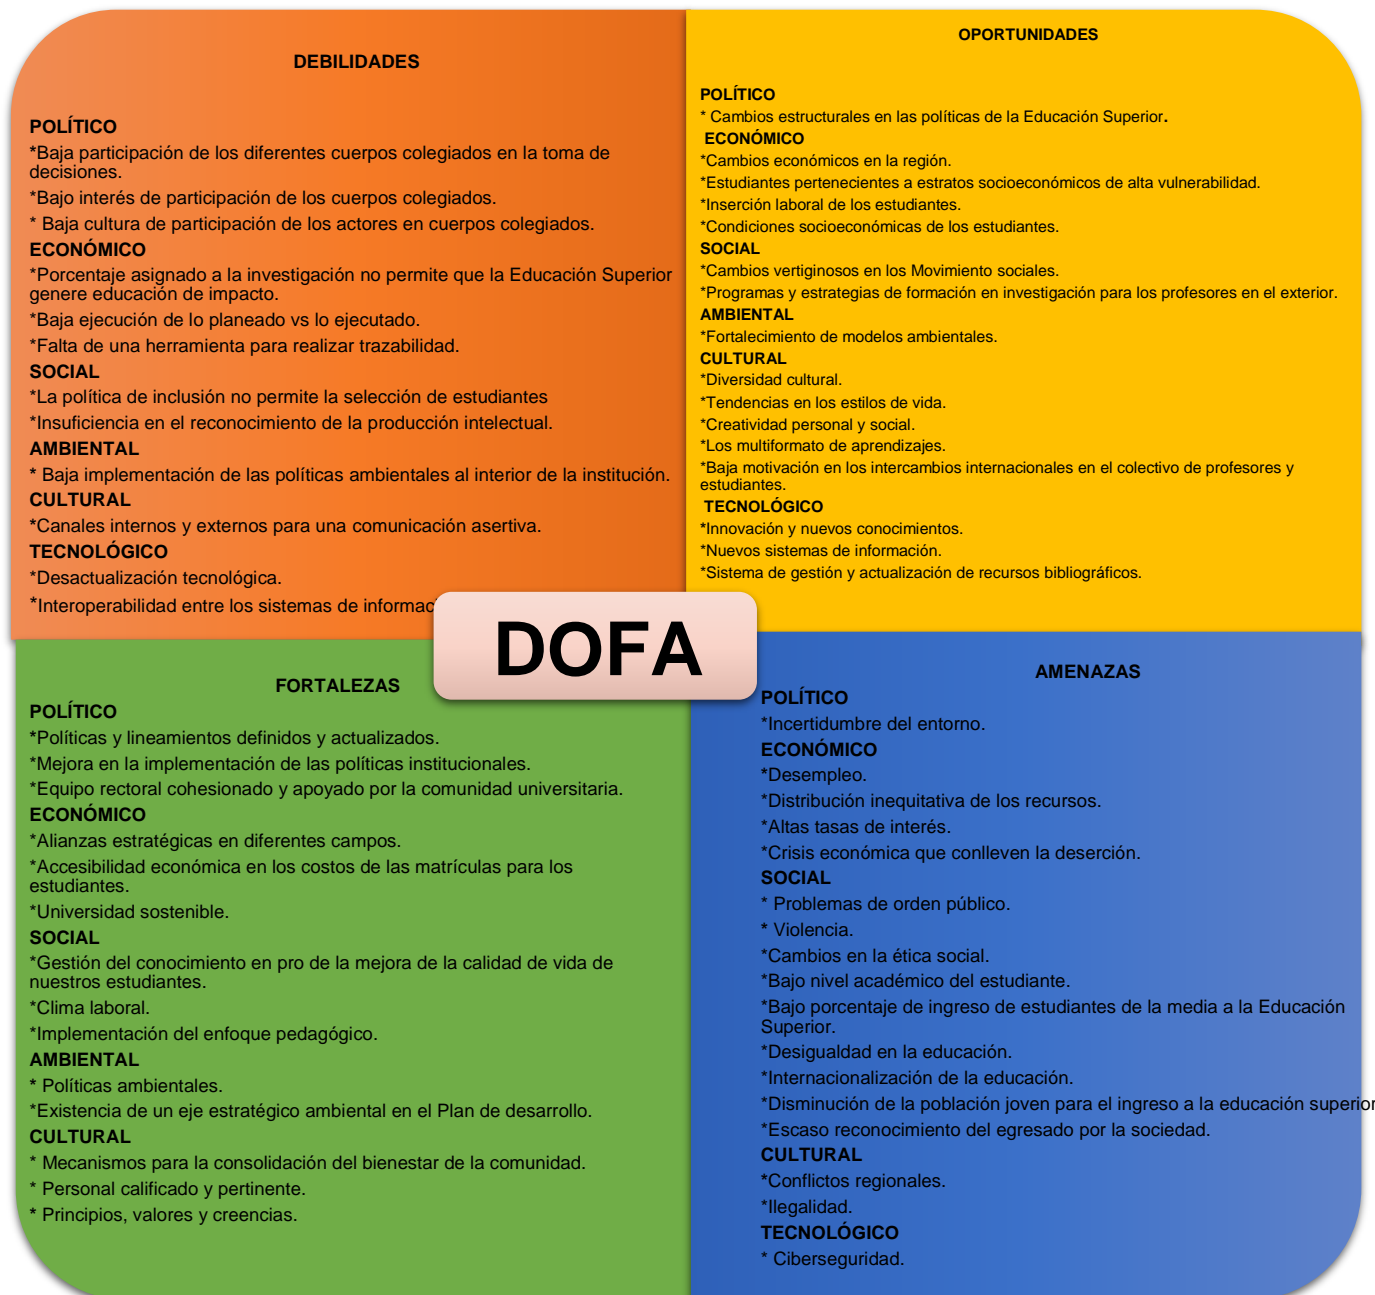 DEBILIDADES
POLÍTICO
*Baja participación de los diferentes cuerpos colegiados en la toma de
decisiones.
*Bajo interés de participación de los cuerpos colegiados.
* Baja cultura de participación de los actores en cuerpos colegiados.
ECONÓMICO
*Porcentaje asignado a la investigación no permite que la Educación Superior
genere educación de impacto.
*Baja ejecución de lo planeado vs lo ejecutado.
*Falta de una herramienta para realizar trazabilidad.
SOCIAL
*La política de inclusión no permite la selección de estudiantes
*Insuficiencia en el reconocimiento de la producción intelectual.
AMBIENTAL
* Baja implementación de las políticas ambientales al interior de la institución.
CULTURAL
*Canales internos y externos para una comunicación asertiva.
TECNOLÓGICO
*Desactualización tecnológica.
*Interoperabilidad entre los sistemas de
OPORTUNIDADES
POLÍTICO
* Cambios estructurales en las políticas de la Educación Superior.
ECONÓMICO
*Cambios económicos en la región.
*Estudiantes pertenecientes a estratos socioeconómicos de alta vulnerabilidad.
*Inserción laboral de los estudiantes.
*Condiciones socioeconómicas de los estudiantes.
SOCIAL
*Cambios vertiginosos en los Movimiento sociales.
*Programas y estrategias de formación en investigación para los profesores en el exterior.
AMBIENTAL
*Fortalecimiento de modelos ambientales.
CULTURAL
*Diversidad cultural.
*Tendencias en los estilos de vida.
*Creatividad personal y social.
*Los multiformato de aprendizajes.
*Baja motivación en los intercambios internacionales en el colectivo de profesores y
estudiantes.
TECNOLÓGICO
*Innovación y nuevos conocimientos.
*Nuevos sistemas de información.
*Sistema de gestión y actualización de recursos bibliográficos.
DOFA
FORTALEZAS
POLÍTICO
*Políticas y lineamientos definidos y actualizados.
*Mejora en la implementación de las políticas institucionales.
*Equipo rectoral cohesionado y apoyado por la comunidad universitaria.
ECONÓMICO
*Alianzas estratégicas en diferentes campos.
*Accesibilidad económica en los costos de las matrículas para los
estudiantes.
*Universidad sostenible.
SOCIAL
*Gestión del conocimiento en pro de la mejora de la calidad de vida de
nuestros estudiantes.
*Clima laboral.
*Implementación del enfoque pedagógico.
AMBIENTAL
* Políticas ambientales.
*Existencia de un eje estratégico ambiental en el Plan de desarrollo.
CULTURAL
* Mecanismos para la consolidación del bienestar de la comunidad.
* Personal calificado y pertinente.
* Principios, valores y creencias.
AMENAZAS
POLÍTICO
*Incertidumbre del entorno.
ECONÓMICO
*Desempleo.
*Distribución inequitativa de los recursos.
*Altas tasas de interés.
*Crisis económica que conlleven la deserción.
SOCIAL
* Problemas de orden público.
* Violencia.
*Cambios en la ética social.
*Bajo nivel académico del estudiante.
*Bajo porcentaje de ingreso de estudiantes de la media a la Educación
Superior.
*Desigualdad en la educación.
*Internacionalización de la educación.
*Disminución de la población joven para el ingreso a la educación superior
*Escaso reconocimiento del egresado por la sociedad.
CULTURAL
*Conflictos regionales.
*Ilegalidad.
TECNOLÓGICO
* Ciberseguridad.